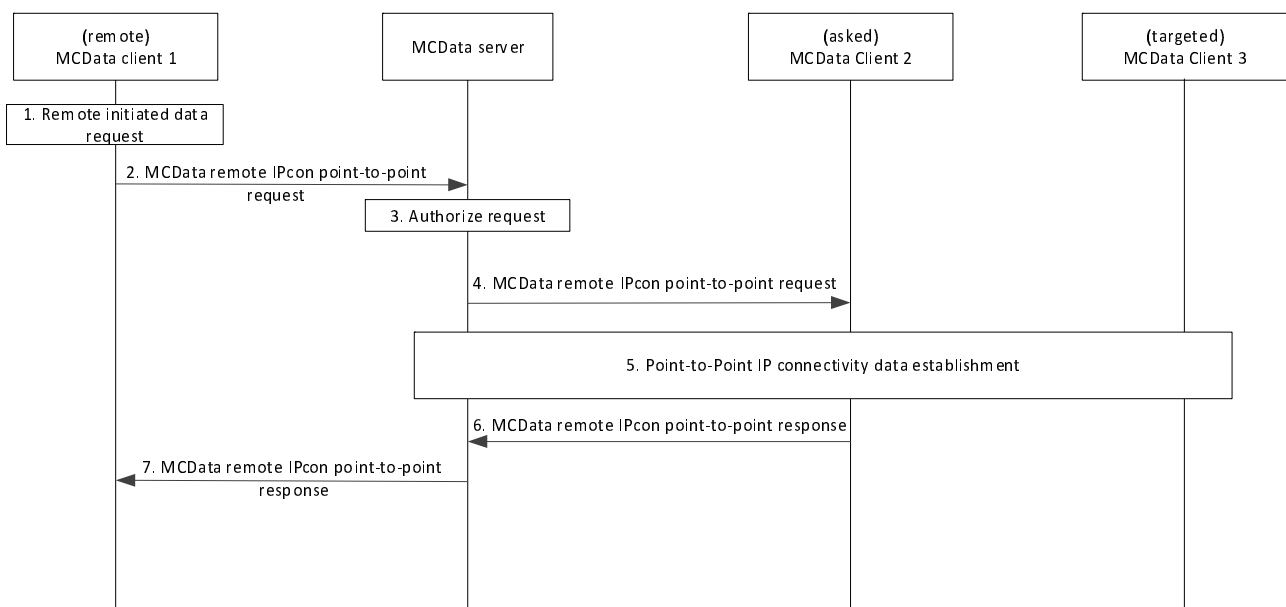 (remote)
MCData client 1
MCData server
(asked)
MCData Client 2
(targeted)
MCData Client 3
1. Remote initiated data
request
2. MCData remote IPcon point-to-point
request
3. Authorize request
4. MCData remote IPcon point-to-point request
5. Point-to-Point IP connectivity data establishment
6. MCData remote IPcon point-to-point response
7. MCData remote IPcon point-to-point
response